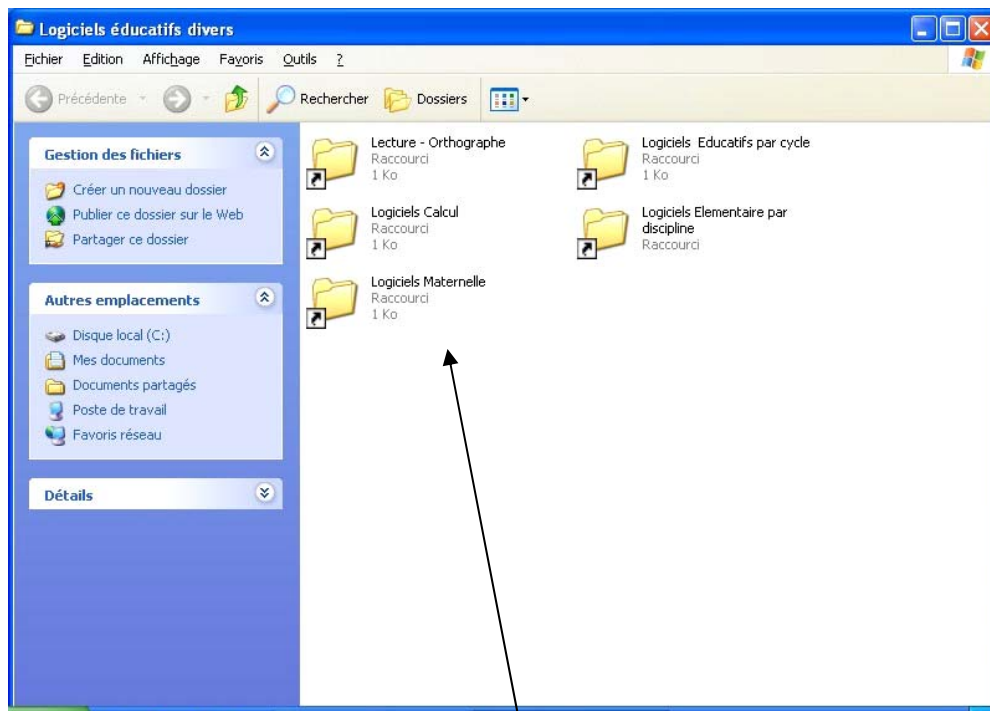 Logiciels éducatifs divers
Fichier Edition Affichage Favoris Outils ?
Précédente Rechercher Dossiers
Gestion des fichiers
Créer un nouveau dossier
Publier ce dossier sur le Web
Partager ce dossier
Autres emplacements
Disque local (C:)
Mes documents
Documents partagés
Poste de travail
Favoris réseau
Détails
Lecture - Orthographe
Raccourci
1 Ko
Logiciels Educatifs par cycle
Raccourci
1 Ko
Logiciels Calcul
Raccourci
1 Ko
Logiciels Elementaire par
discipline
Raccourci
Logiciels Maternelle
Raccourci
1 Ko